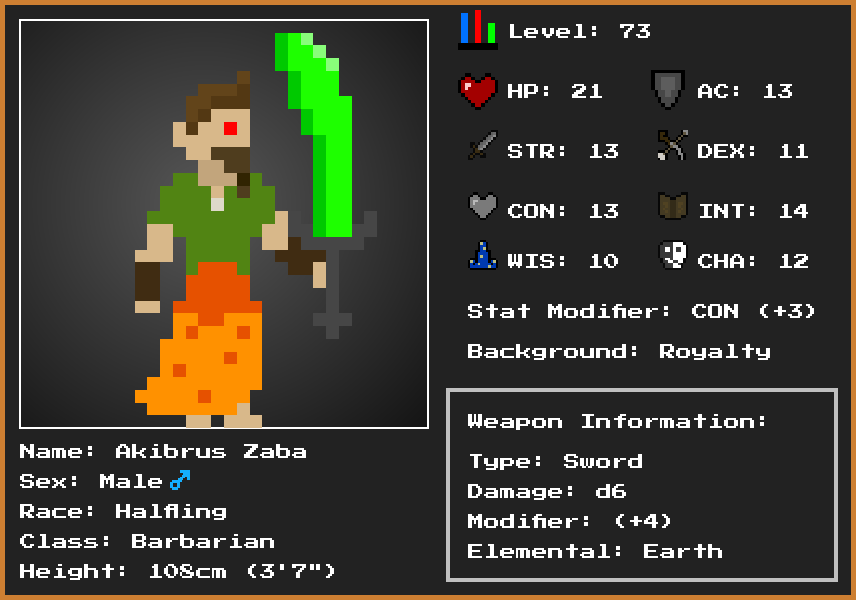 Level: 73
HP: 21
AC: 13
STR: 13
DEX: 11
CON: 13
INT: 14
WIS: 10
CHA: 12
Stat Modifier: CON (+3)
Background: Royalty
Weapon Information:
Type: Sword
Damage: d6
Modifier: (+4)
Elemental: Earth
Name: Akibrus Zaba
Sex: Male ♂
Race: Halfling
Class: Barbarian
Height: 108cm (3'7")